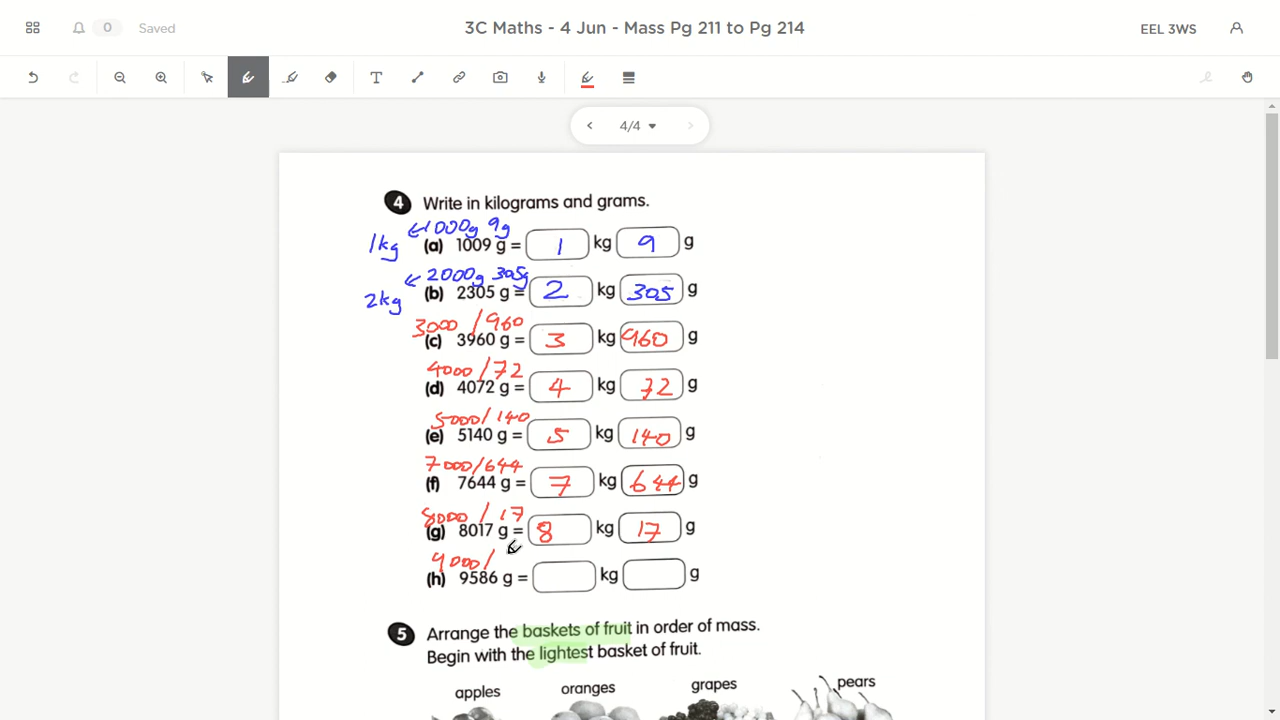 0 Saved 3C Maths - 4 Jun - Mass Pg 211 to Pg 214 EEL 3WS
T
4/4
4 Write in kilograms and grams.
1kg ← 1000g 9g
(a) 1009 g = 1 kg 9 g
2kg ← 2000g 305g
(b) 2305 g = 2 kg 305 g
3000 / 960
(c) 3960 g = 3 kg 960 g
4000 / 72
(d) 4072 g = 4 kg 72 g
5000 / 140
(e) 5140 g = 5 kg 140 g
7000 / 644
(f) 7644 g = 7 kg 644 g
8000 / 17
(g) 8017 g = 8 kg 17 g
9000 /
(h) 9586 g = kg g
5 Arrange the baskets of fruit in order of mass.
Begin with the lightest basket of fruit.
apples oranges grapes pears